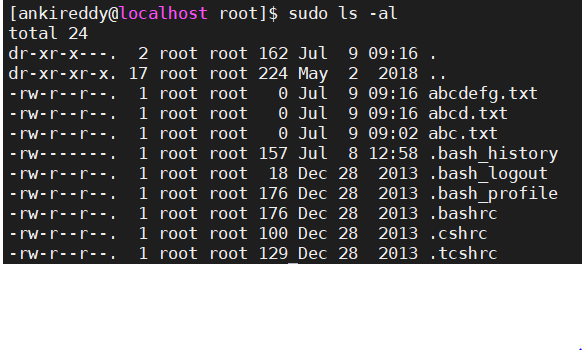 [ankireddy@localhost root]$ sudo ls -al
total 24
dr-xr-x---.  2 root root 162 Jul  9 09:16 .
dr-xr-xr-x. 17 root root 224 May  2  2018 ..
-rw-r--r--.  1 root root   0 Jul  9 09:16 abcdefg.txt
-rw-r--r--.  1 root root   0 Jul  9 09:16 abcd.txt
-rw-r--r--.  1 root root   0 Jul  9 09:02 abc.txt
-rw-------.  1 root root 157 Jul  8 12:58 .bash_history
-rw-r--r--.  1 root root  18 Dec 28  2013 .bash_logout
-rw-r--r--.  1 root root 176 Dec 28  2013 .bash_profile
-rw-r--r--.  1 root root 176 Dec 28  2013 .bashrc
-rw-r--r--.  1 root root 100 Dec 28  2013 .cshrc
-rw-r--r--.  1 root root 129 Dec 28  2013 .tcshrc